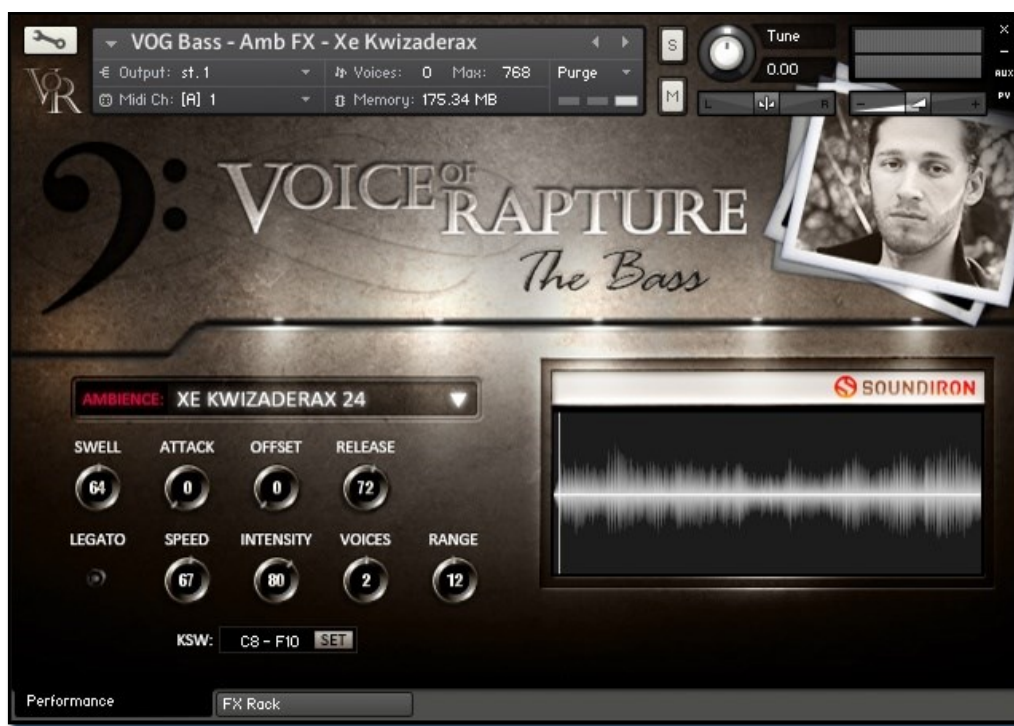 VOG Bass - Amb FX - Xe Kwizaderax
S
Tune
0.00
Output: st.1
Voices: 0 Max: 768
Purge
Midi Ch: [A] 1
Memory: 175.34 MB
M
L
R
-
+
X
-
AUX
PV
VR
VOICE OF RAPTURE
The Bass
SOUNDIRON
AMBIENCE: XE KWIZADERAX 24
SWELL ATTACK OFFSET RELEASE
64 0 0 72
LEGATO SPEED INTENSITY VOICES RANGE
67 80 2 12
KSW: C8 - F10 SET
Performance
FX Rack